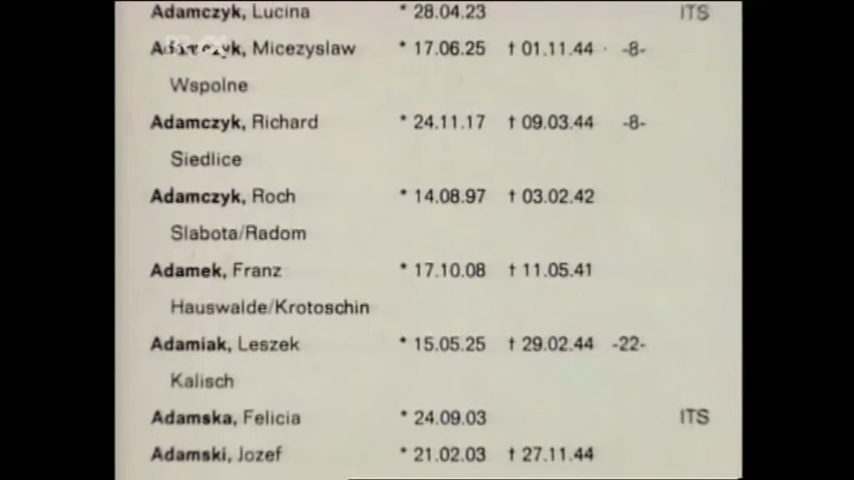 Adamczyk, Lucina * 28.04.23 ITS
Adamczyk, Micezyslaw * 17.06.25 † 01.11.44 -8-
Wspolne
Adamczyk, Richard * 24.11.17 † 09.03.44 -8-
Siedlice
Adamczyk, Roch * 14.08.97 † 03.02.42
Slabota/Radom
Adamek, Franz * 17.10.08 † 11.05.41
Hauswalde/Krotoschin
Adamiak, Leszek * 15.05.25 † 29.02.44 -22-
Kalisch
Adamska, Felicia * 24.09.03 ITS
Adamski, Jozef * 21.02.03 † 27.11.44